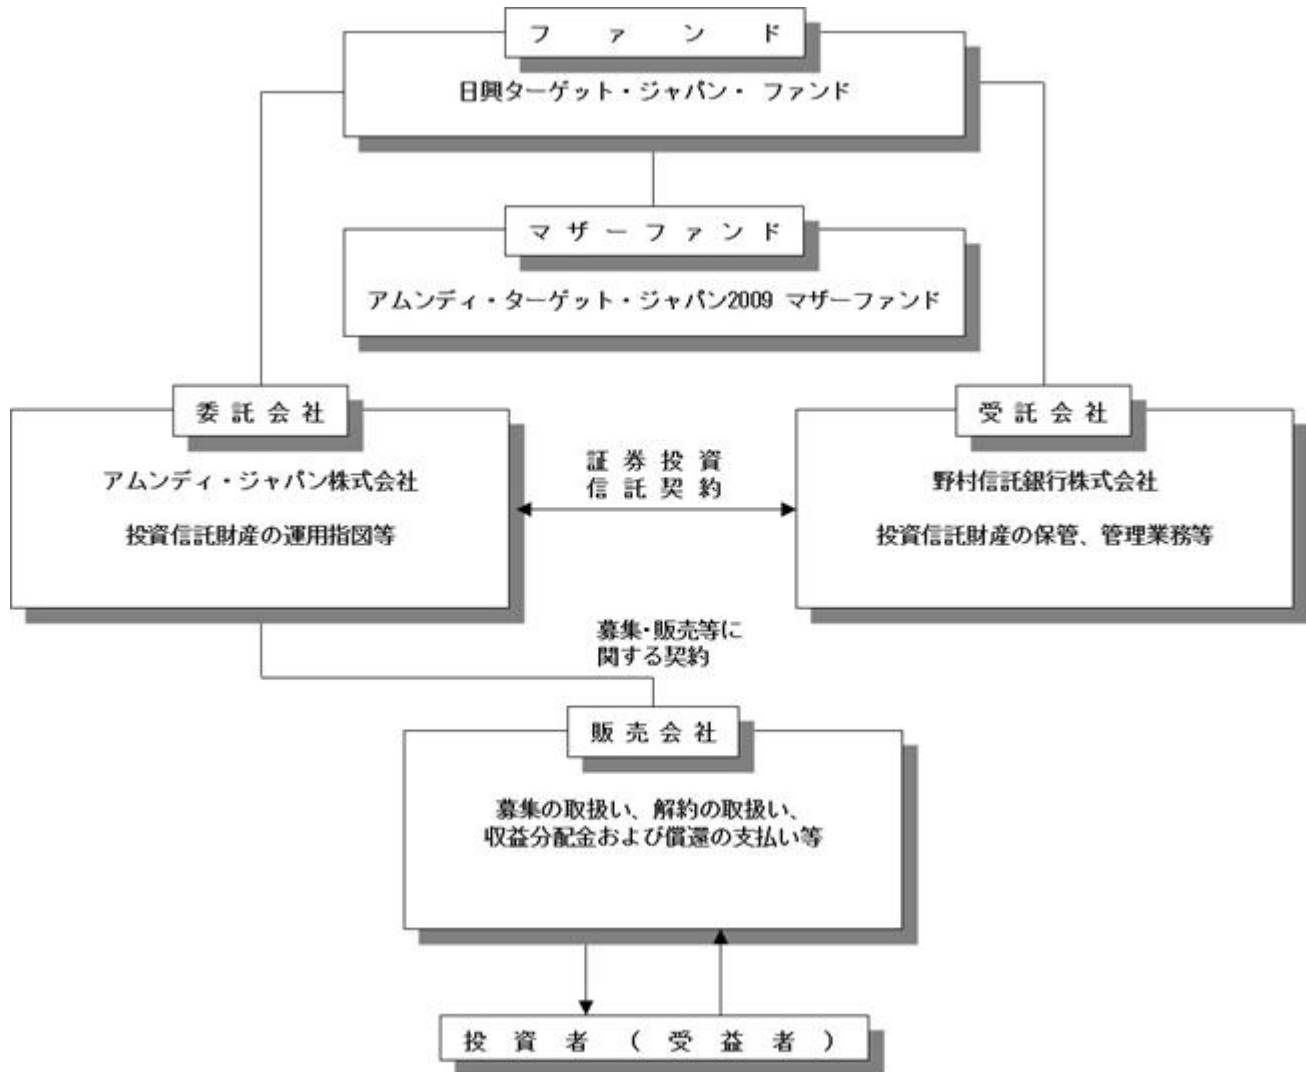 ファンド
日興ターゲット・ジャパン・ ファンド
マザーファンド
アムンディ・ターゲット・ジャパン2009 マザーファンド
委託会社
アムンディ・ジャパン株式会社
投資信託財産の運用指図等
証券投資
信託契約
受託会社
野村信託銀行株式会社
投資信託財産の保管、管理業務等
募集・販売等に
関する契約
販売会社
募集の取扱い、解約の取扱い、
収益分配金および償還の支払い等
投資者(受益者)